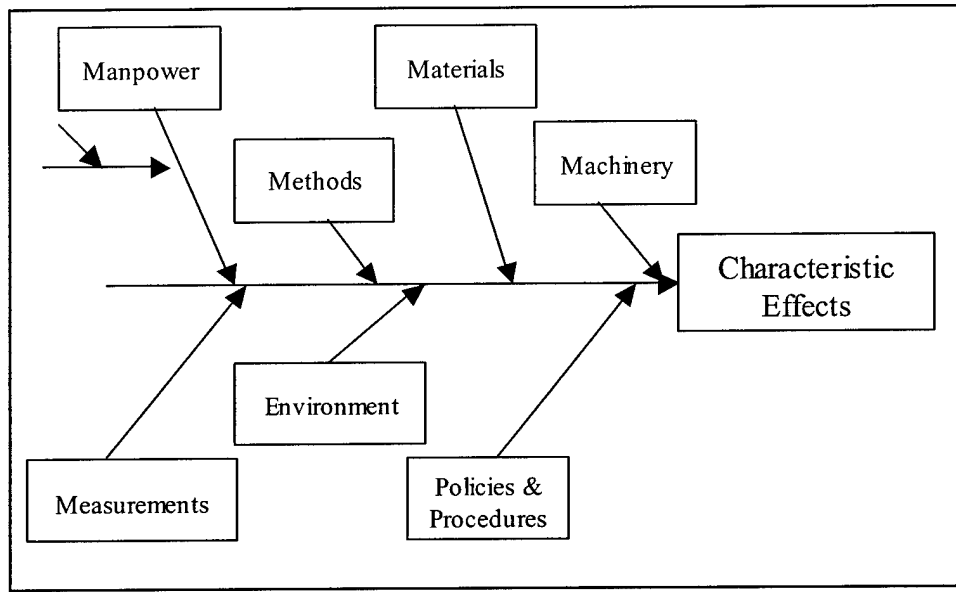 Manpower
Materials
Methods
Machinery
Characteristic
Effects
Environment
Measurements
Policies &
Procedures